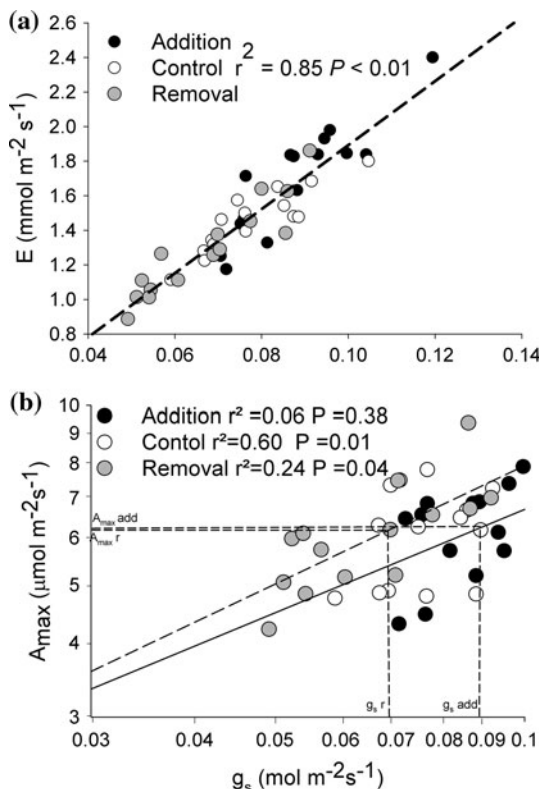 (a)
Addition
Control r² = 0.85 P < 0.01
Removal
E (mmol m⁻² s⁻¹)
2.6
2.4
2.2
2.0
1.8
1.6
1.4
1.2
1.0
0.8
0.04 0.06 0.08 0.10 0.12 0.14
(b)
Addition r² =0.06 P =0.38
Contol r²=0.60 P =0.01
Removal r²=0.24 P =0.04
Amax (µmol m⁻²s⁻¹)
10
9
8
7
6
5
4
3
Amax add
Amax r
gs r
gs add
0.03 0.04 0.05 0.06 0.07 0.08 0.09 0.1
gs (mol m⁻²s⁻¹)